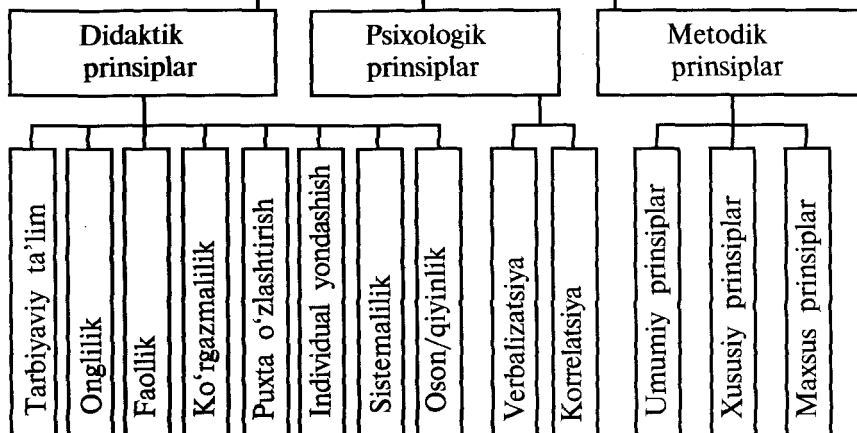 Didaktik
prinsiplar
Psixologik
prinsiplar
Metodik
prinsiplar
Tarbiyaviy ta’lim
Onglilik
Faollik
Ko‘rgazmalilik
Puxta o‘zlashtirish
Individual yondashish
Sistemalilik
Oson/qiyinlik
Verbalizatsiya
Korrelatsiya
Umumiy prinsiplar
Xususiy prinsiplar
Maxsus prinsiplar